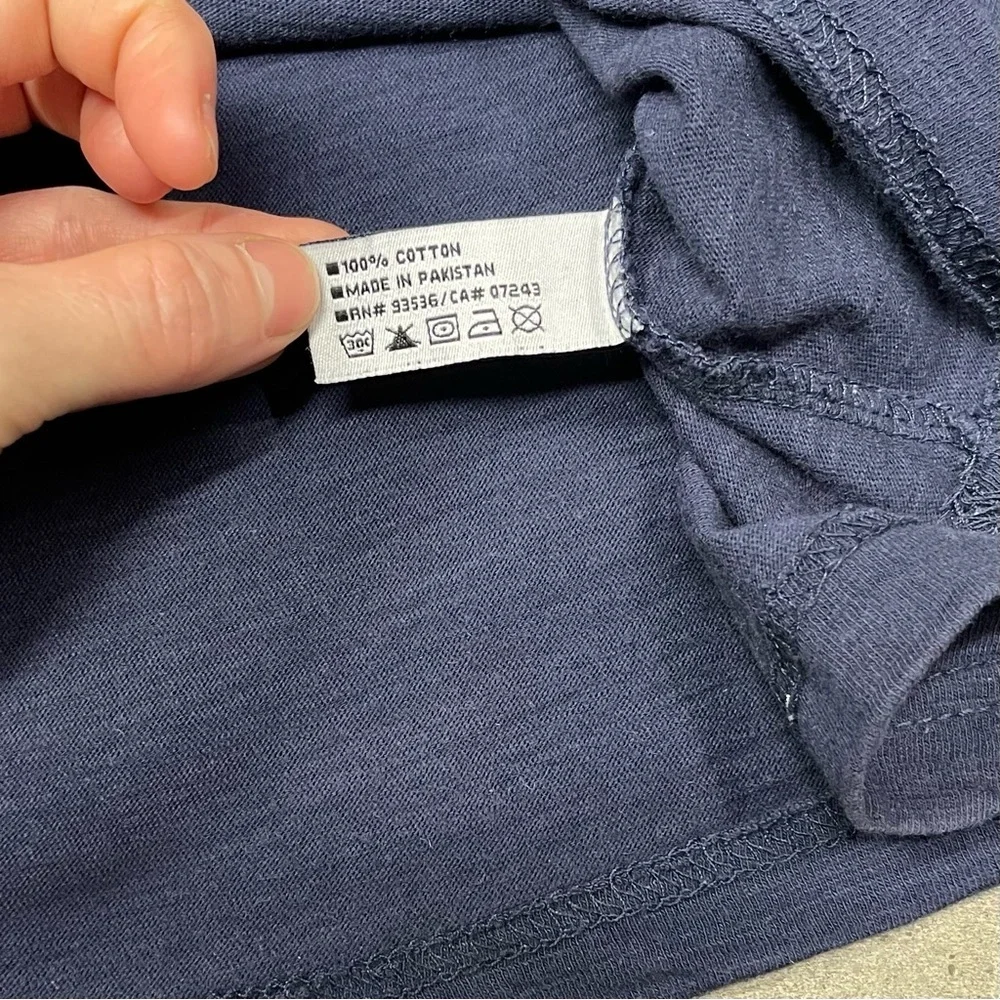 ■100% COTTON
■MADE IN PAKISTAN
■RN# 93536/CA# 07243
30C